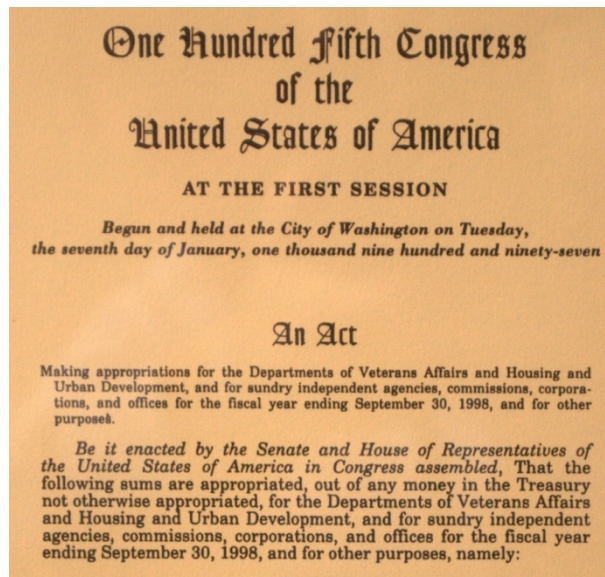 One Hundred Fifth Congress
of the
United States of America
AT THE FIRST SESSION
Begun and held at the City of Washington on Tuesday,
the seventh day of January, one thousand nine hundred and ninety-seven
An Act
Making appropriations for the Departments of Veterans Affairs and Housing and
Urban Development, and for sundry independent agencies, commissions, corpora-
tions, and offices for the fiscal year ending September 30, 1998, and for other
purposes.
Be it enacted by the Senate and House of Representatives of
the United States of America in Congress assembled, That the
following sums are appropriated, out of any money in the Treasury
not otherwise appropriated, for the Departments of Veterans Affairs
and Housing and Urban Development, and for sundry independent
agencies, commissions, corporations, and offices for the fiscal year
ending September 30, 1998, and for other purposes, namely: